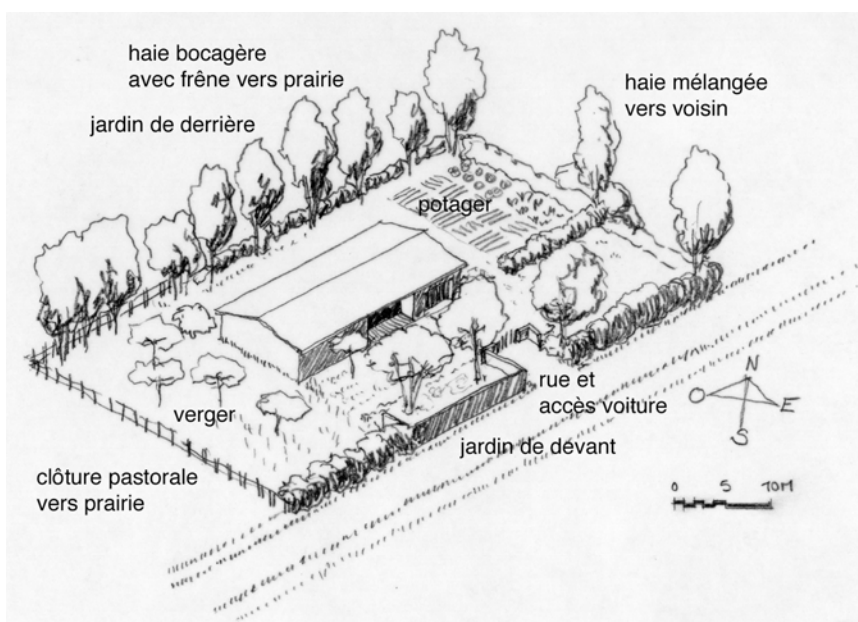 haie bocagère
avec frêne vers prairie
haie mélangée
vers voisin
jardin de derrière
potager
rue et
accès voiture
verger
jardin de dévant
clôture pastorale
vers prairie
N
O
E
S
0 5 10M